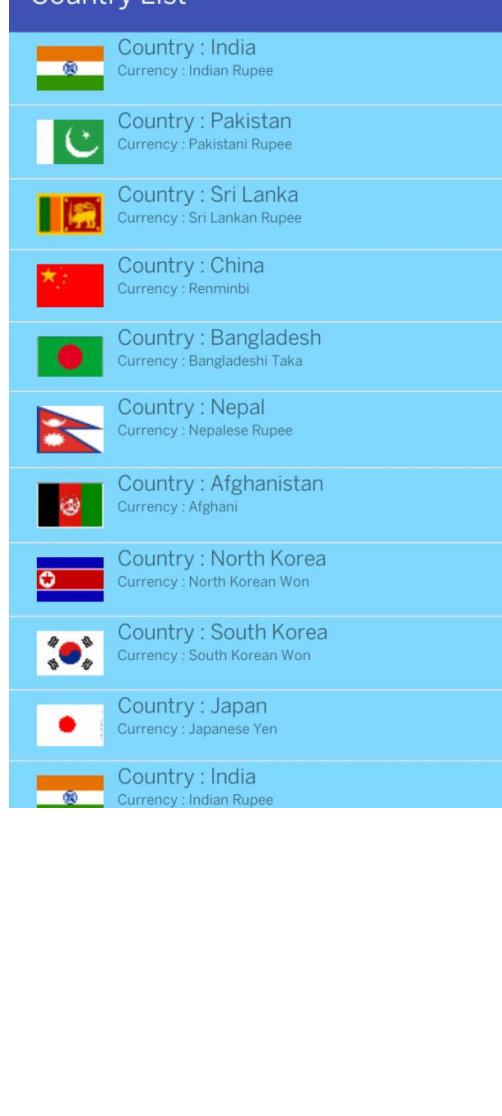 Country List
Country : India
Currency : Indian Rupee
Country : Pakistan
Currency : Pakistani Rupee
Country : Sri Lanka
Currency : Sri Lankan Rupee
Country : China
Currency : Renminbi
Country : Bangladesh
Currency : Bangladeshi Taka
Country : Nepal
Currency : Nepalese Rupee
Country : Afghanistan
Currency : Afghani
Country : North Korea
Currency : North Korean Won
Country : South Korea
Currency : South Korean Won
Country : Japan
Currency : Japanese Yen
Country : India
Currency : Indian Rupee